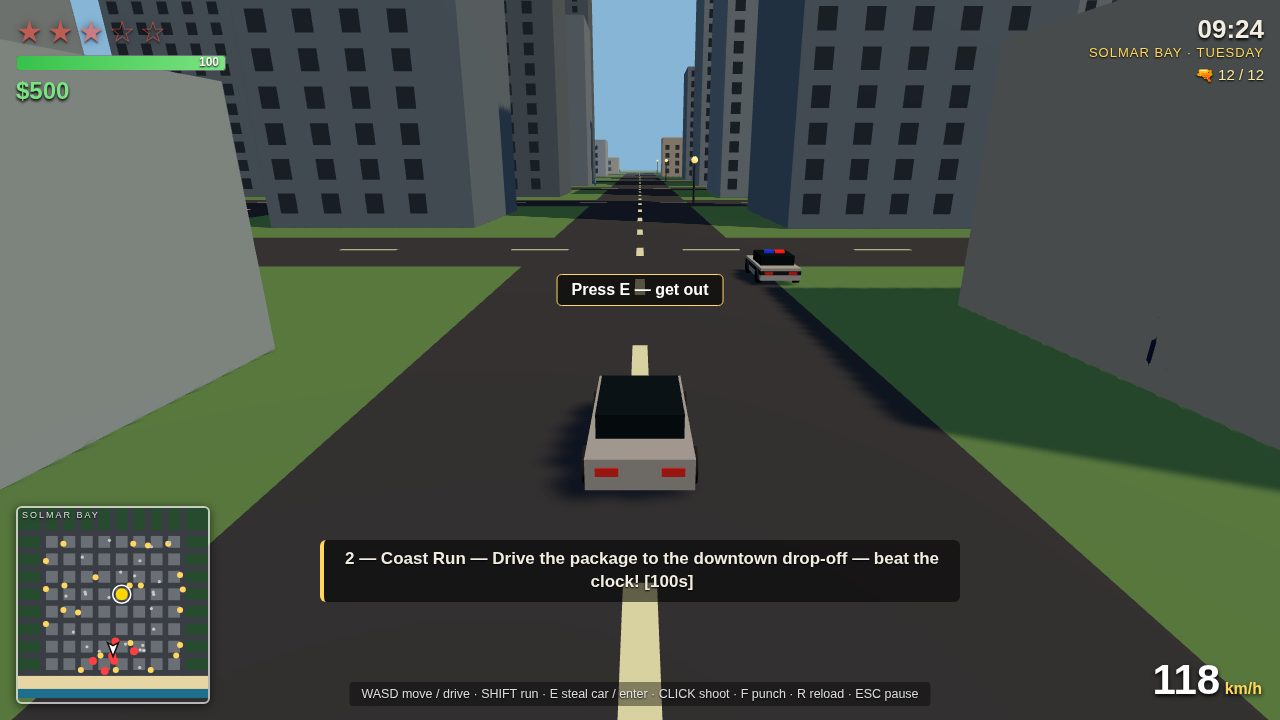 ★ ★ ★ ☆ ☆
100
$500
09:24
SOLMAR BAY · TUESDAY
🔫 12 / 12
Press E — get out
SOLMAR BAY
2 — Coast Run — Drive the package to the downtown drop-off — beat the
clock! [100s]
WASD move / drive · SHIFT run · E steal car / enter · CLICK shoot · F punch · R reload · ESC pause
118 km/h